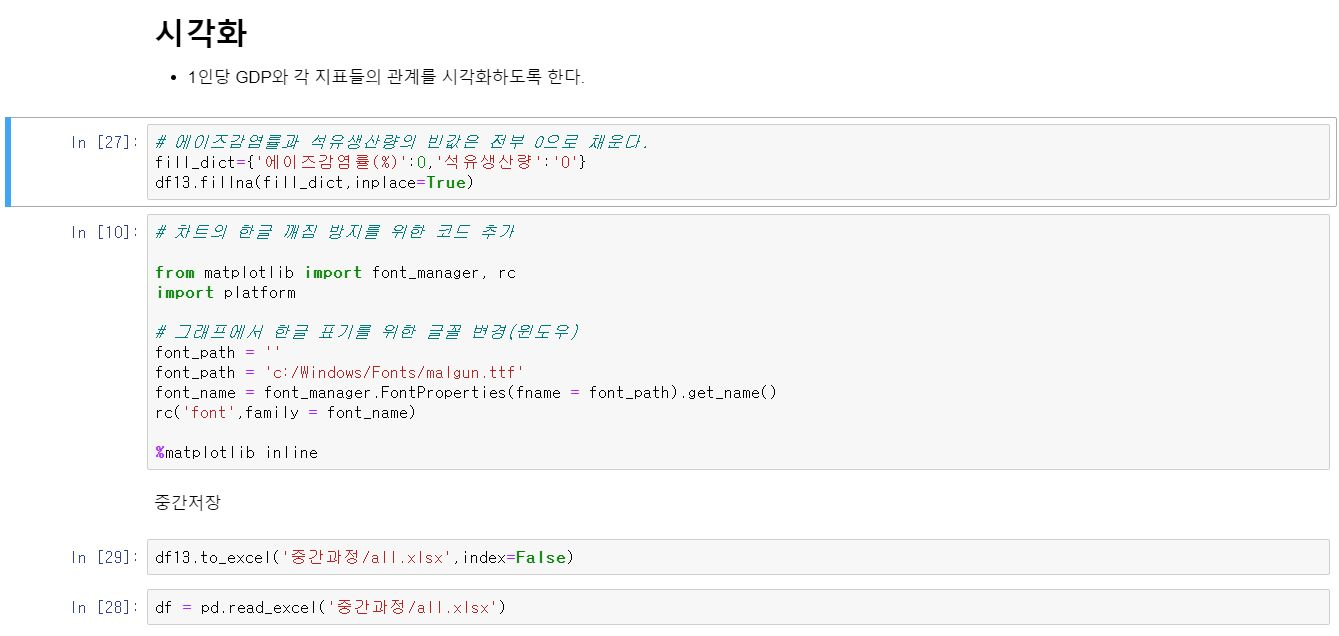 시각화
• 1인당 GDP와 각 지표들의 관계를 시각화하도록 한다.
In [27]:
# 에이즈감염률과 석유생산량의 빈값은 전부 0으로 채운다.
fill_dict={'에이즈감염률(%)':0,'석유생산량':'0'}
df13.fillna(fill_dict,inplace=True)
In [10]:
# 차트의 한글 깨짐 방지를 위한 코드 추가
from matplotlib import font_manager, rc
import platform
# 그래프에서 한글 표기를 위한 글꼴 변경(윈도우)
font_path = ''
font_path = 'c:/Windows/Fonts/malgun.ttf'
font_name = font_manager.FontProperties(fname = font_path).get_name()
rc('font',family = font_name)
%matplotlib inline
중간저장
In [29]:
df13.to_excel('중간과정/all.xlsx',index=False)
In [28]:
df = pd.read_excel('중간과정/all.xlsx')